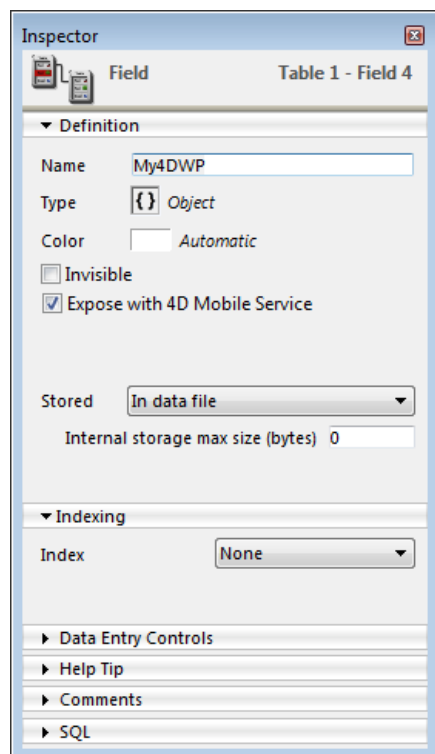 Inspector
Field Table 1 - Field 4
Definition
Name My4DWP
Type {} Object
Color Automatic
Invisible
Expose with 4D Mobile Service
Stored In data file
Internal storage max size (bytes) 0
Indexing
Index None
Data Entry Controls
Help Tip
Comments
SQL